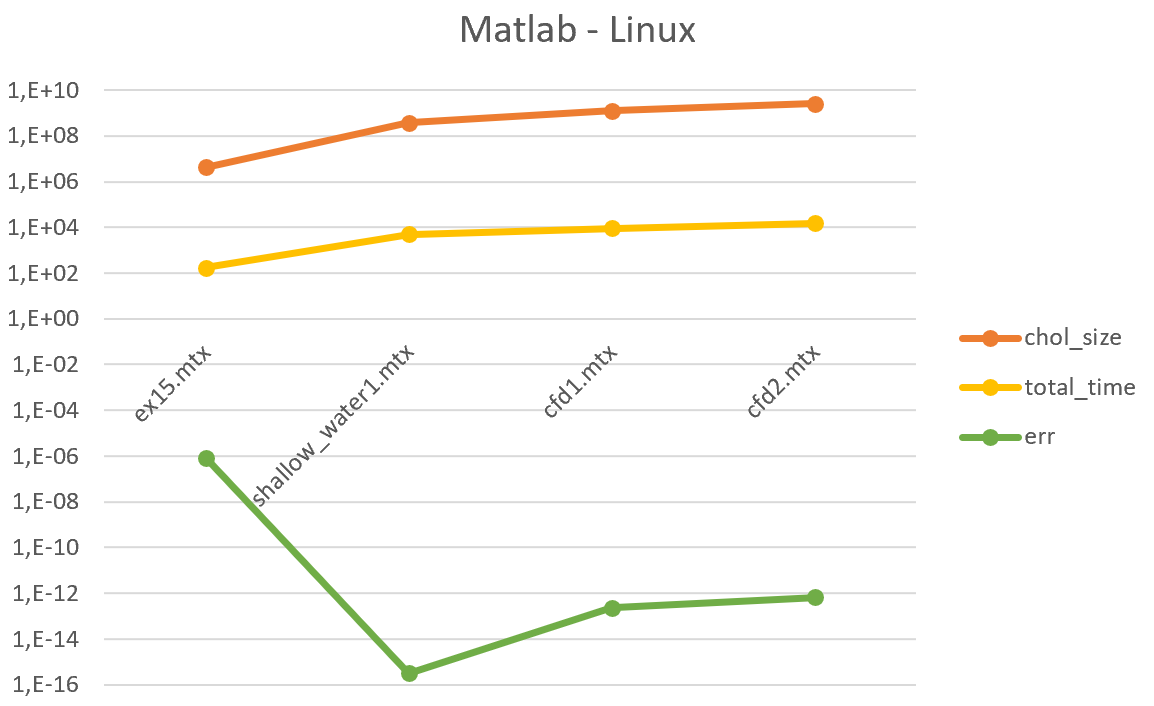 Matlab - Linux
1,E+10
1,E+08
1,E+06
1,E+04
1,E+02
1,E+00
1,E-02
1,E-04
1,E-06
1,E-08
1,E-10
1,E-12
1,E-14
1,E-16
ex15.mtx
shallow_water1.mtx
cfd1.mtx
cfd2.mtx
chol_size
total_time
err